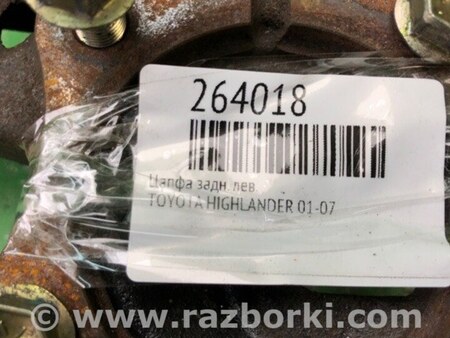 264018
Цапфа задн. лев.
TOYOTA HIGHLANDER 01-07
© www.razborki.com